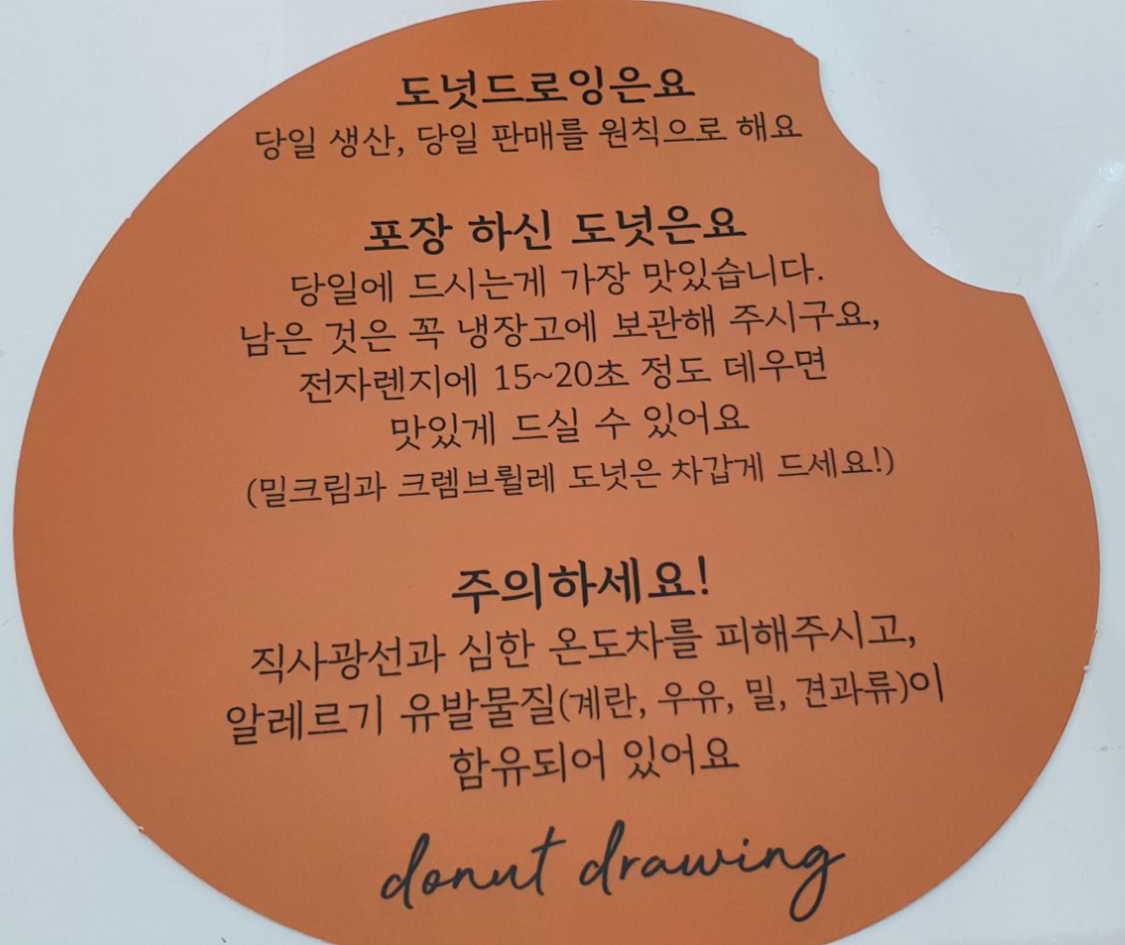 도넛드로잉은요
당일 생산, 당일 판매를 원칙으로 해요
포장 하신 도넛은요
당일에 드시는게 가장 맛있습니다.
남은 것은 꼭 냉장고에 보관해 주시구요,
전자렌지에 15~20초 정도 데우면
맛있게 드실 수 있어요
(밀크림과 크렘브륄레 도넛은 차갑게 드세요!)
주의하세요!
직사광선과 심한 온도차를 피해주시고,
알레르기 유발물질(계란, 우유, 밀, 견과류)이
함유되어 있어요
donut drawing